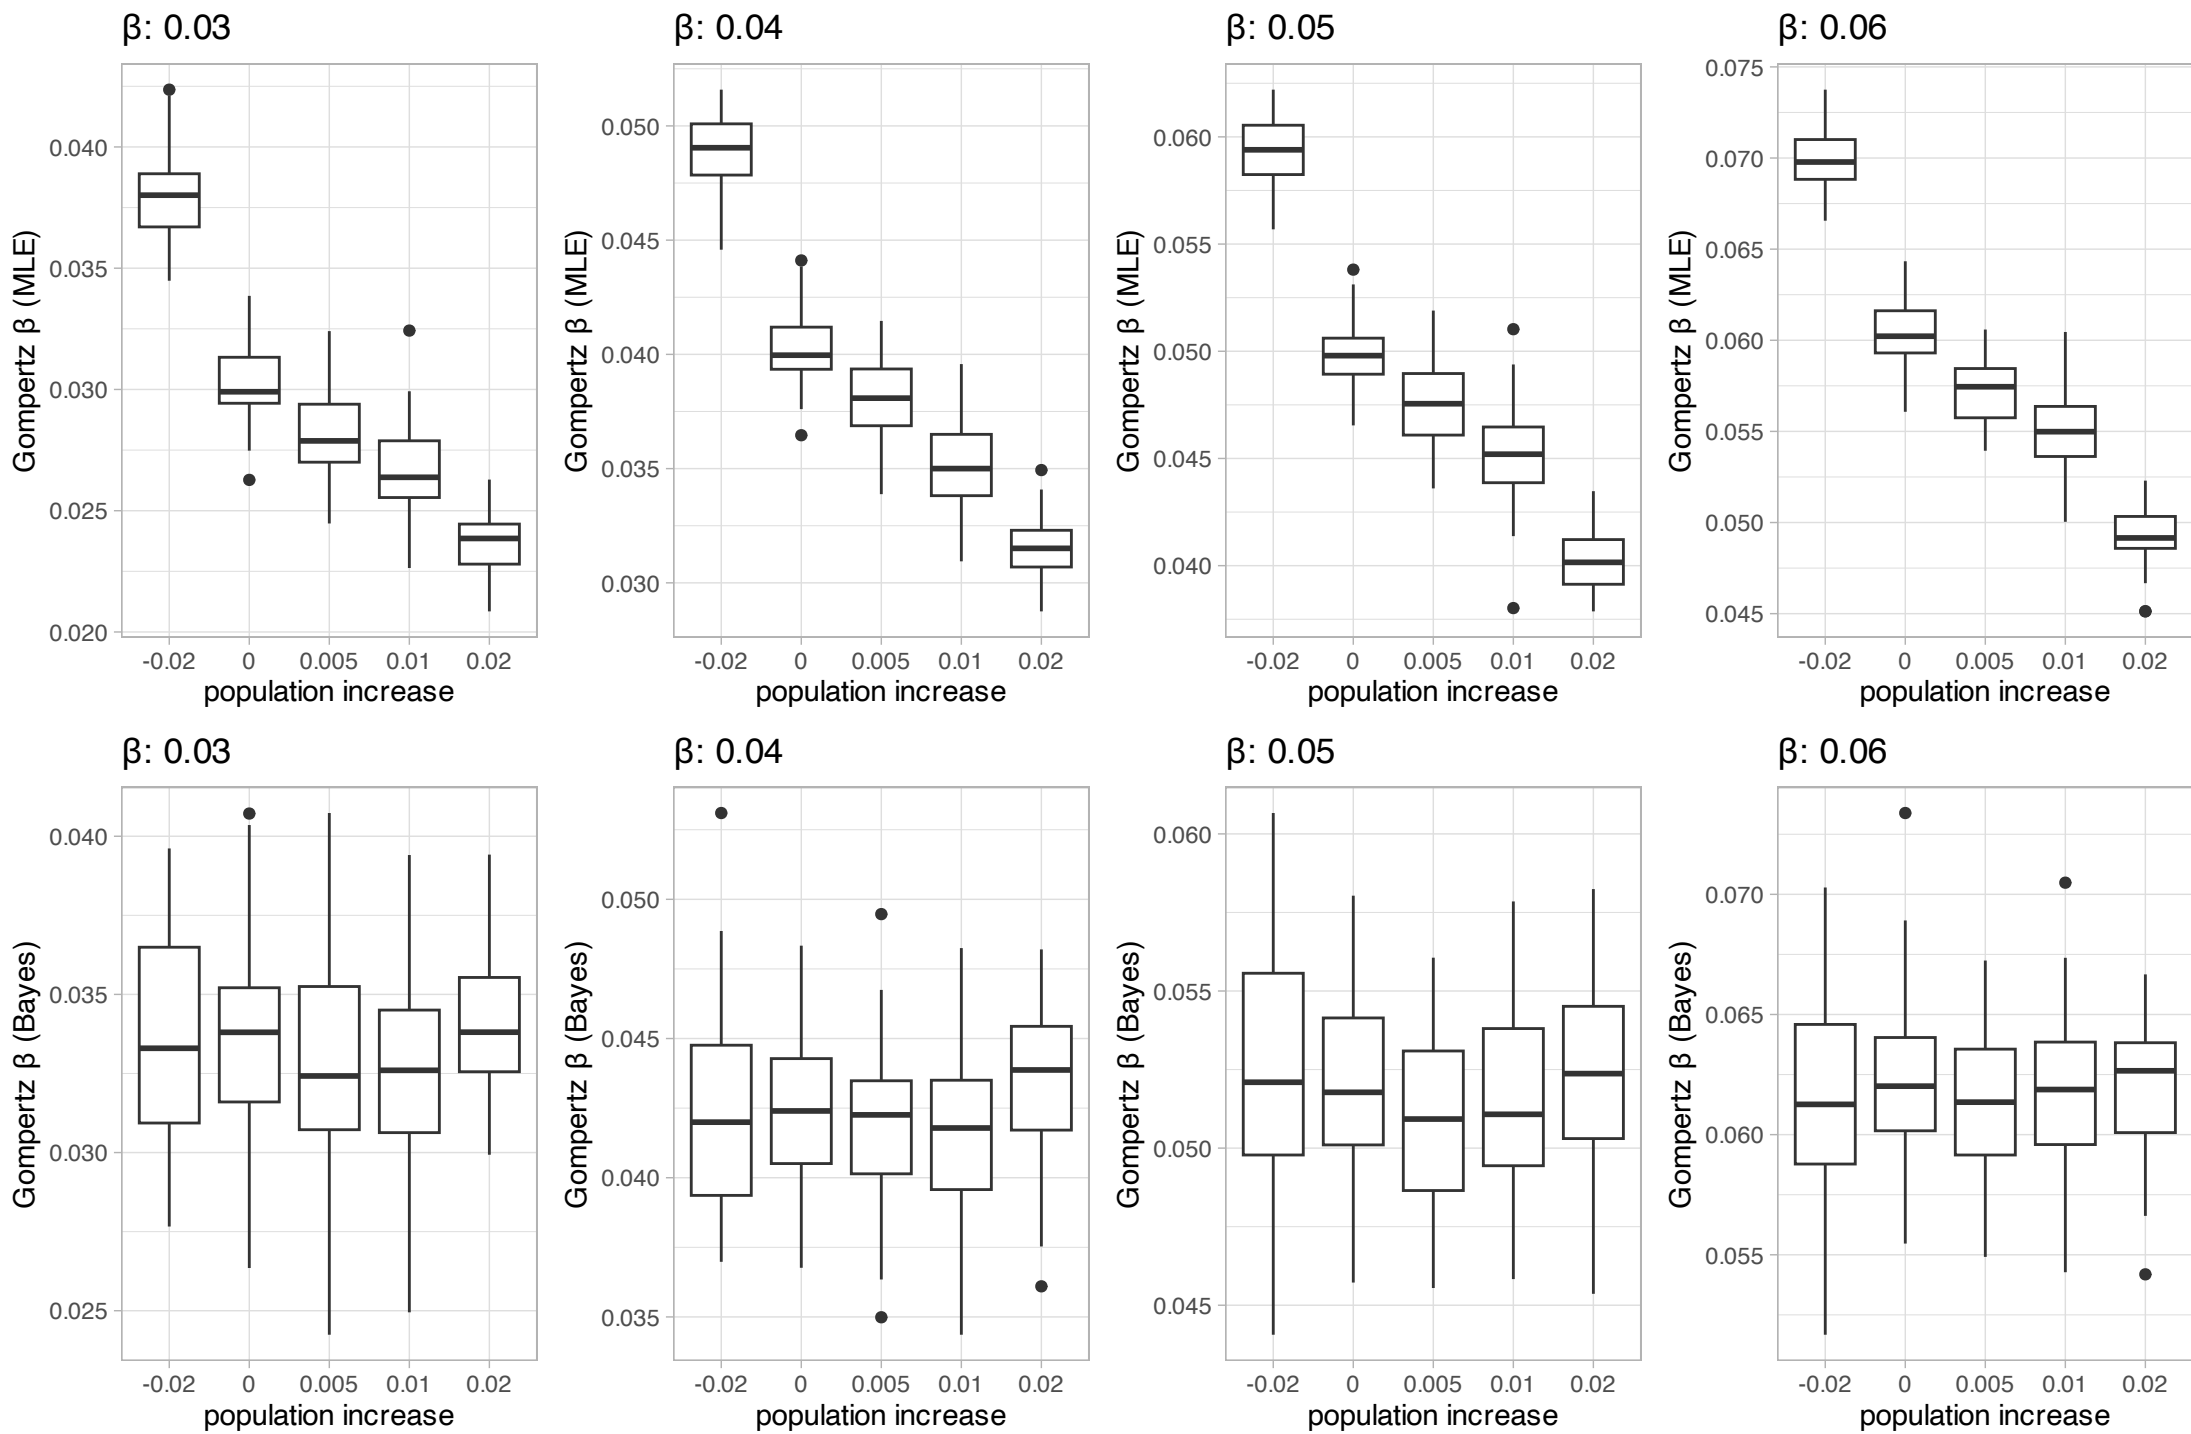 β: 0.03
Gompertz β (MLE)
0.040
0.035
0.030
0.025
0.020
-0.02 0 0.005 0.01 0.02
population increase
β: 0.04
Gompertz β (MLE)
0.050
0.045
0.040
0.035
0.030
-0.02 0 0.005 0.01 0.02
population increase
β: 0.05
Gompertz β (MLE)
0.060
0.055
0.050
0.045
0.040
-0.02 0 0.005 0.01 0.02
population increase
β: 0.06
Gompertz β (MLE)
0.075
0.070
0.065
0.060
0.055
0.050
0.045
-0.02 0 0.005 0.01 0.02
population increase
β: 0.03
Gompertz β (Bayes)
0.040
0.035
0.030
0.025
-0.02 0 0.005 0.01 0.02
population increase
β: 0.04
Gompertz β (Bayes)
0.050
0.045
0.040
0.035
-0.02 0 0.005 0.01 0.02
population increase
β: 0.05
Gompertz β (Bayes)
0.060
0.055
0.050
0.045
-0.02 0 0.005 0.01 0.02
population increase
β: 0.06
Gompertz β (Bayes)
0.070
0.065
0.060
0.055
-0.02 0 0.005 0.01 0.02
population increase